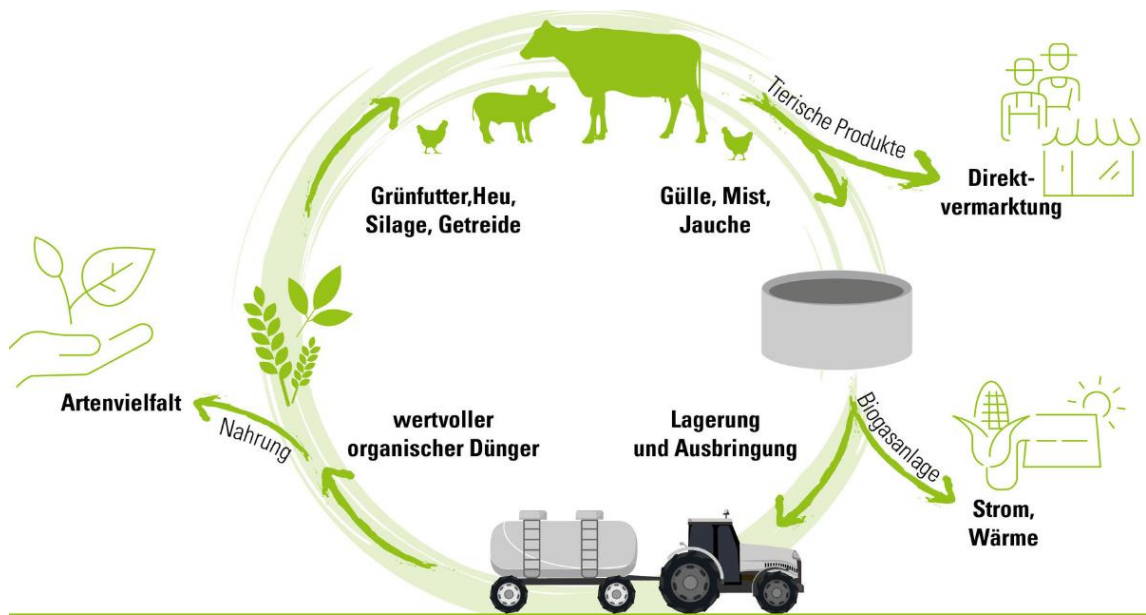 Tierische Produkte
Direkt-
vermarktung
Grünfutter,Heu,
Silage, Getreide
Gülle, Mist,
Jauche
Artenvielfalt
Nahrung
wertvoller
organischer Dünger
Lagerung
und Ausbringung
Biogasanlage
Strom,
Wärme